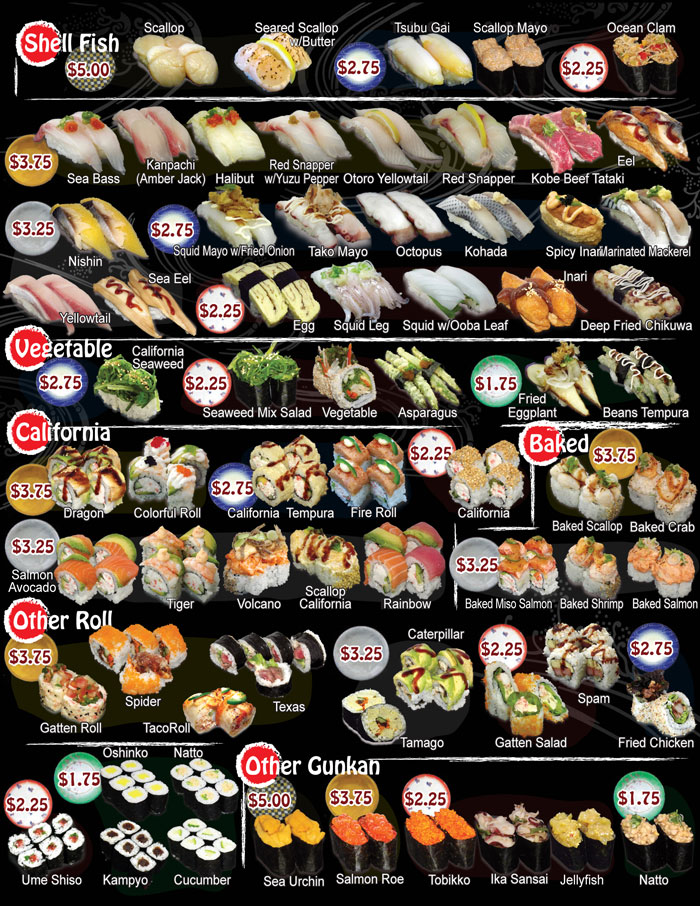 Shell Fish
$5.00
Scallop
Seared Scallop
w/Butter
$2.75
Tsubu Gai
Scallop Mayo
$2.25
Ocean Clam
$3.75
Sea Bass
Kanpachi
(Amber Jack)
Halibut
Red Snapper
w/Yuzu Pepper
Otoro Yellowtail
Red Snapper
Kobe Beef Tataki
Eel
$3.25
Nishin
$2.75
Squid Mayo w/Fried Onion
Tako Mayo
Octopus
Kohada
Spicy Inari
Marinated Mackerel
Yellowtail
Sea Eel
$2.25
Egg
Squid Leg
Squid w/Ooba Leaf
Inari
Deep Fried Chikuwa
Vegetable
$2.75
California
Seaweed
$2.25
Seaweed Mix Salad
Vegetable
Asparagus
$1.75
Fried
Eggplant
Beans Tempura
California
$3.75
Dragon
Colorful Roll
$2.75
California Tempura
Fire Roll
$2.25
California
$3.25
Salmon
Avocado
Tiger
Volcano
Scallop
California
Rainbow
Baked
$3.75
Baked Scallop
Baked Crab
$3.25
Baked Miso Salmon
Baked Shrimp
Baked Salmon
Other Roll
$3.75
Gatten Roll
Spider
TacoRoll
Texas
$3.25
Caterpillar
Tamago
$2.25
Gatten Salad
Spam
$2.75
Fried Chicken
Oshinko
Natto
$1.75
$2.25
Ume Shiso
Kampyo
Cucumber
Other Gunkan
$5.00
Sea Urchin
$3.75
Salmon Roe
$2.25
Tobikko
Ika Sansai
Jellyfish
$1.75
Natto